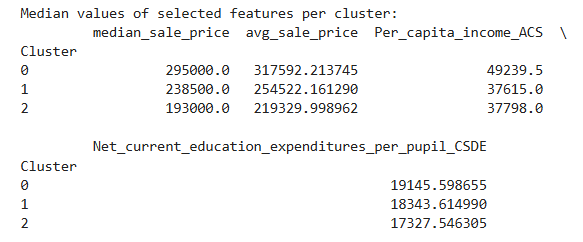 Median values of selected features per cluster:
median_sale_price avg_sale_price Per_capita_income_ACS \
Cluster
0 295000.0 317592.213745 49239.5
1 238500.0 254522.161290 37615.0
2 193000.0 219329.998962 37798.0
Net_current_education_expenditures_per_pupil_CSDE
Cluster
0 19145.598655
1 18343.614990
2 17327.546305